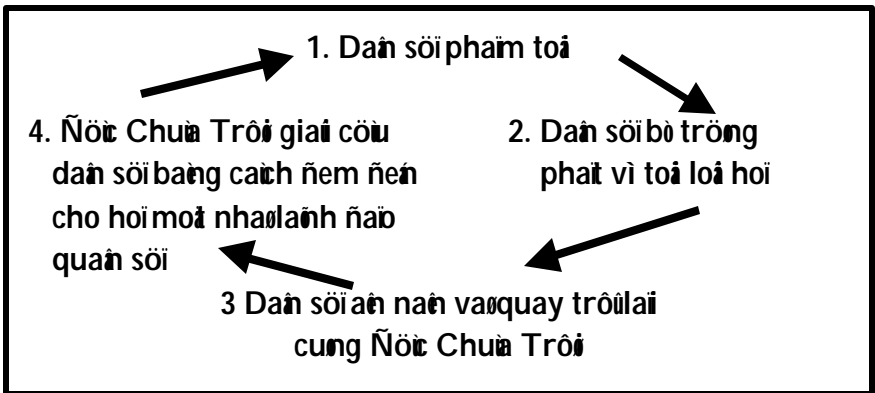 1. Daân söï phaïm toäi
2. Daân söï bò tröøng
phaït vì toäi loãi hoï
3 Daân söï aên naên vaø quay trôû laïi
cuøng Ñöùc Chuùa Trôøi
4. Ñöùc Chuùa Trôøi giaûi cöùu
daân söï baèng caùch ñem ñeán
cho hoï moät nhaø laõnh ñaïo
quaân söï